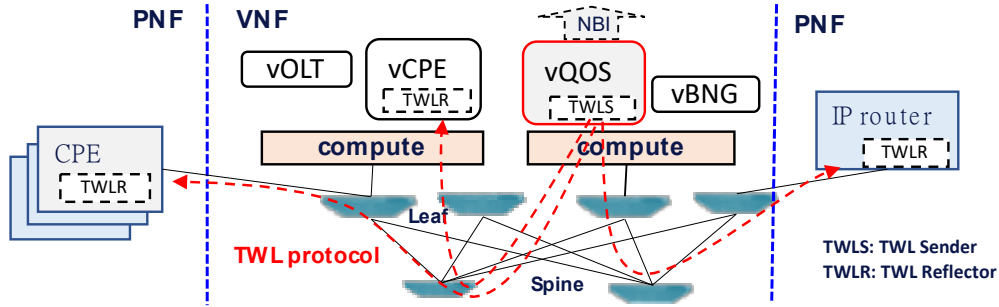 PNF
VNF
PNF
NBI
vOLT
vCPE
TWLR
vQOS
TWLS
vBNG
IP router
TWLR
compute
compute
CPE
TWLR
Leaf
TWL protocol
Spine
TWLS: TWL Sender
TWLR: TWL Reflector